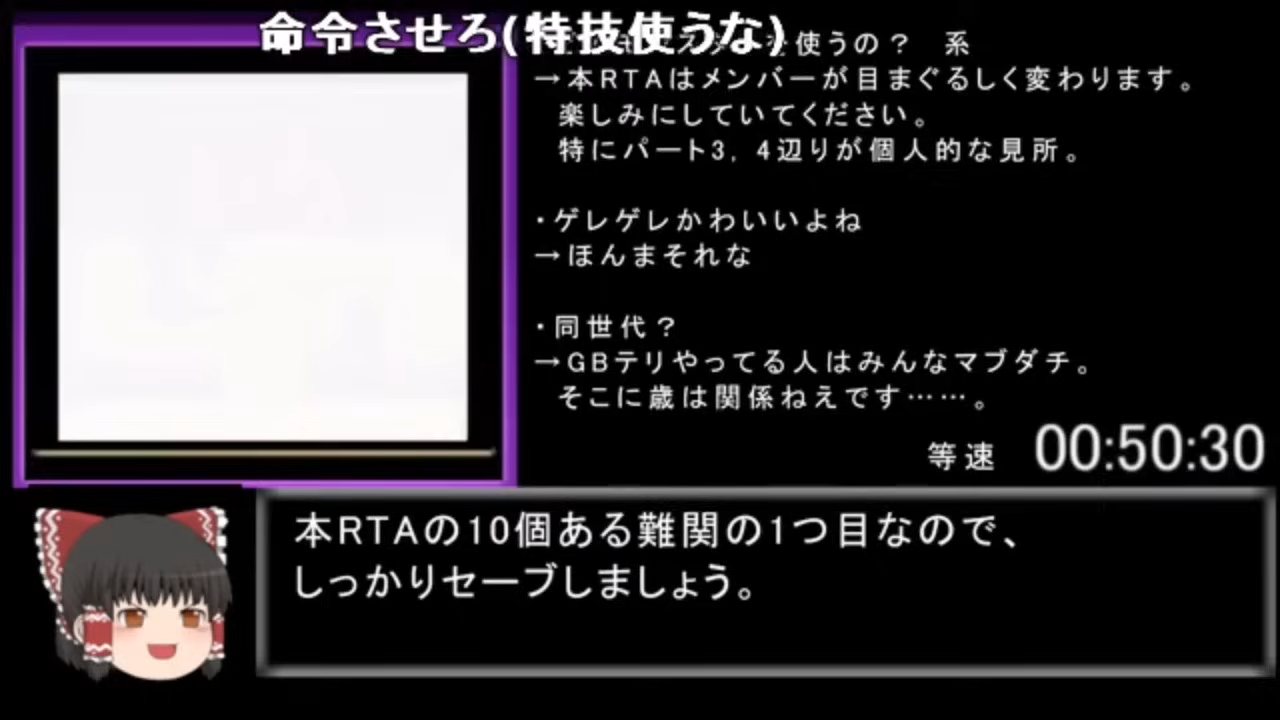 命令させろ(特技使うな)
を使うの？　系
→本RTAはメンバーが目まぐるしく変わります。
楽しみにしていてください。
特にパート3, 4辺りが個人的な見所。
・ゲレゲレかわいいよね
→ほんまそれな
・同世代？
→GBテリやってる人はみんなマブダチ。
そこに歳は関係ねえです……。
等速 00:50:30
本RTAの10個ある難関の1つ目なので、
しっかりセーブしましょう。